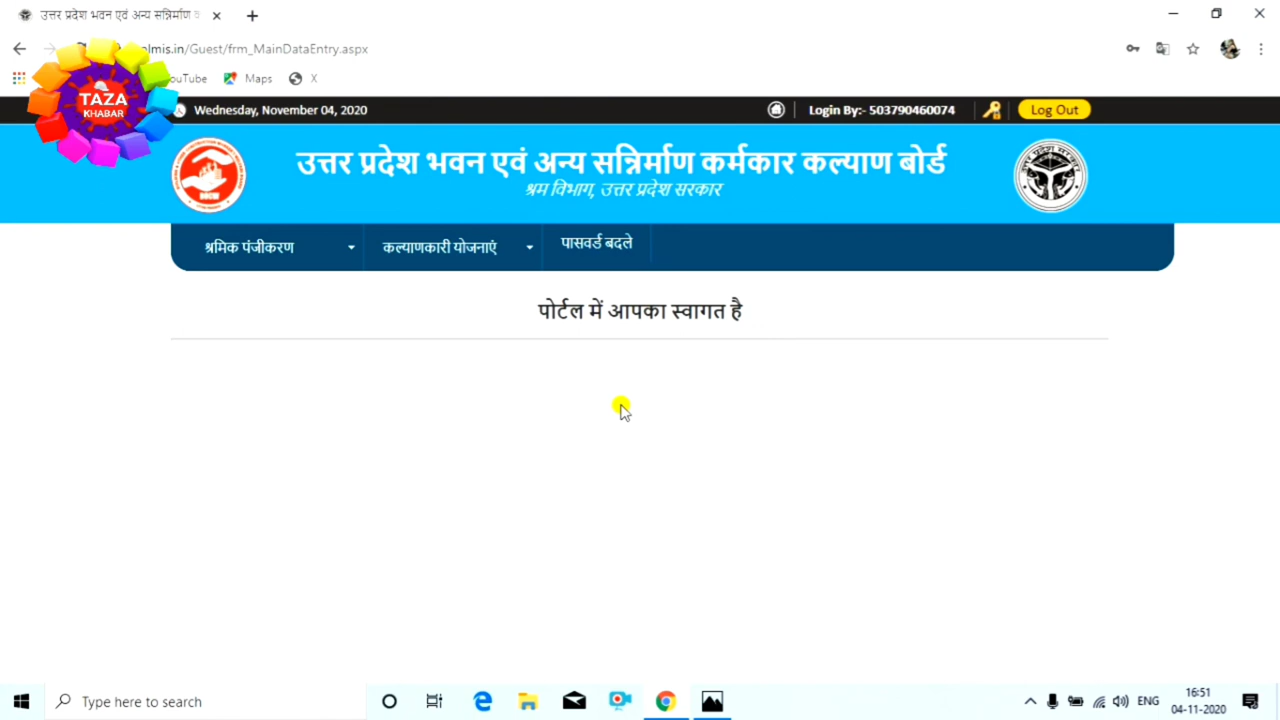 उत्तर प्रदेश भवन एवं अन्य सन्निर्माण
lmis.in/Guest/frm_MainDataEntry.aspx
Maps
X
TAZA
KHABAR
Wednesday, November 04, 2020
Login By:- 503790460074
Log Out
उत्तर प्रदेश भवन एवं अन्य सन्निर्माण कर्मकार कल्याण बोर्ड
श्रम विभाग, उत्तर प्रदेश सरकार
श्रमिक पंजीकरण
कल्याणकारी योजनाएं
पासवर्ड बदले
पोर्टल में आपका स्वागत है
Type here to search
ENG
16:51
04-11-2020